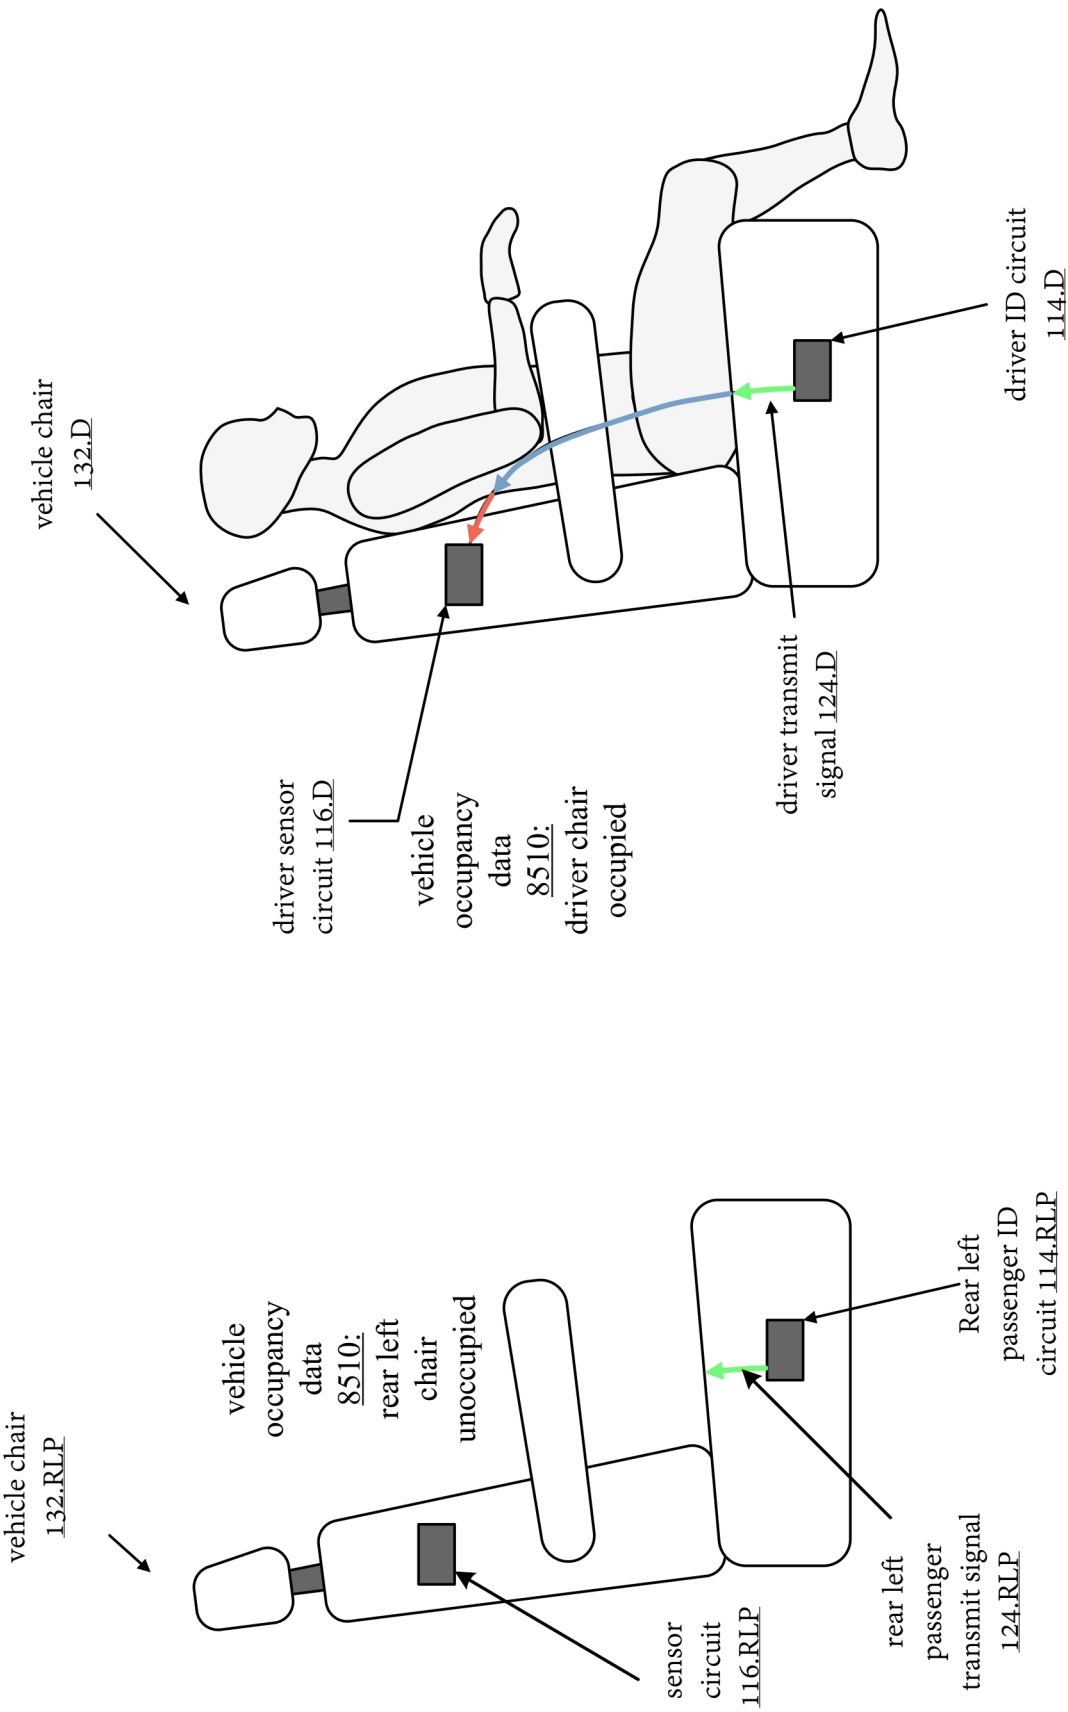 vehicle chair
132.RLP
vehicle
occupancy
data
8510:
rear left
chair
unoccupied
sensor
circuit
116.RLP
rear left
passenger
transmit signal
124.RLP
Rear left
passenger ID
circuit 114.RLP
vehicle chair
132.D
driver sensor
circuit 116.D
vehicle
occupancy
data
8510:
driver chair
occupied
driver transmit
signal 124.D
driver ID circuit
114.D